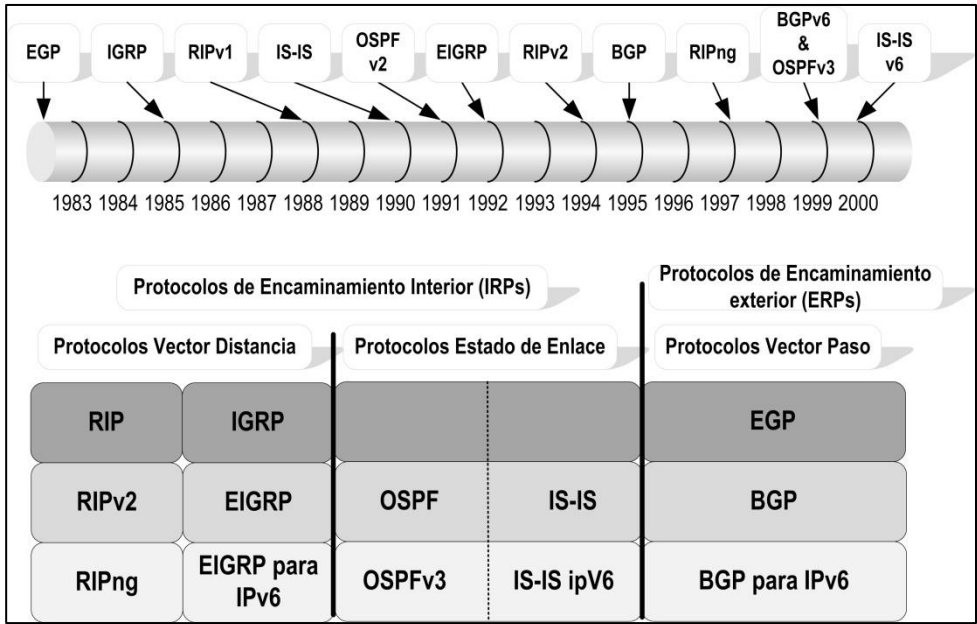 EGP
IGRP
RIPv1
IS-IS
OSPF
v2
EIGRP
RIPv2
BGP
RIPng
BGPv6
&
OSPFv3
IS-IS
v6
1983 1984 1985 1986 1987 1988 1989 1990 1991 1992 1993 1994 1995 1996 1997 1998 1999 2000
Protocolos de Encaminamiento Interior (IRPs)
Protocolos de Encaminamiento
exterior (ERPs)
Protocolos Vector Distancia
Protocolos Estado de Enlace
Protocolos Vector Paso
RIP
IGRP
EGP
RIPv2
EIGRP
OSPF
IS-IS
BGP
RIPng
EIGRP para
IPv6
OSPFv3
IS-IS ipV6
BGP para IPv6